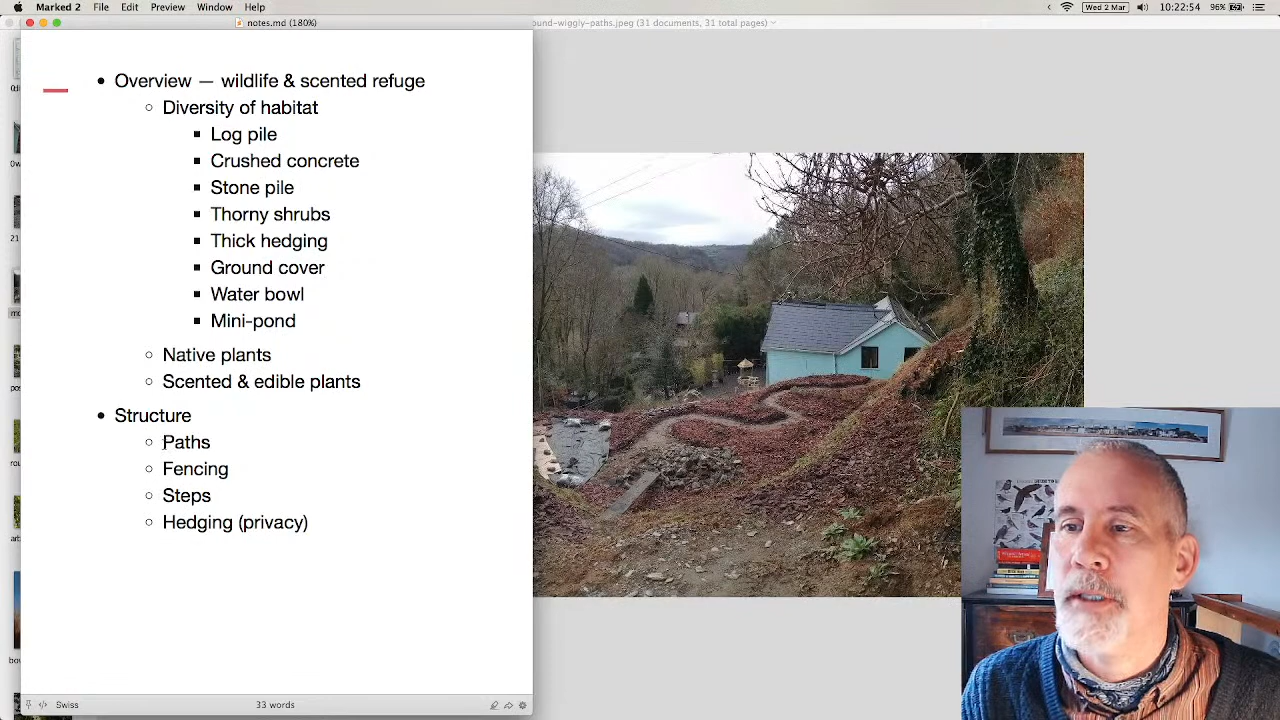 Marked 2 File Edit Preview Window Help
Wed 2 Mar 10:22:54 96%
notes.md (180%)
ound-wiggly-paths.jpeg (31 documents, 31 total pages)
• Overview — wildlife & scented refuge
◦ Diversity of habitat
▪ Log pile
▪ Crushed concrete
▪ Stone pile
▪ Thorny shrubs
▪ Thick hedging
▪ Ground cover
▪ Water bowl
▪ Mini-pond
◦ Native plants
◦ Scented & edible plants
• Structure
◦ Paths
◦ Fencing
◦ Steps
◦ Hedging (privacy)
Swiss
33 words